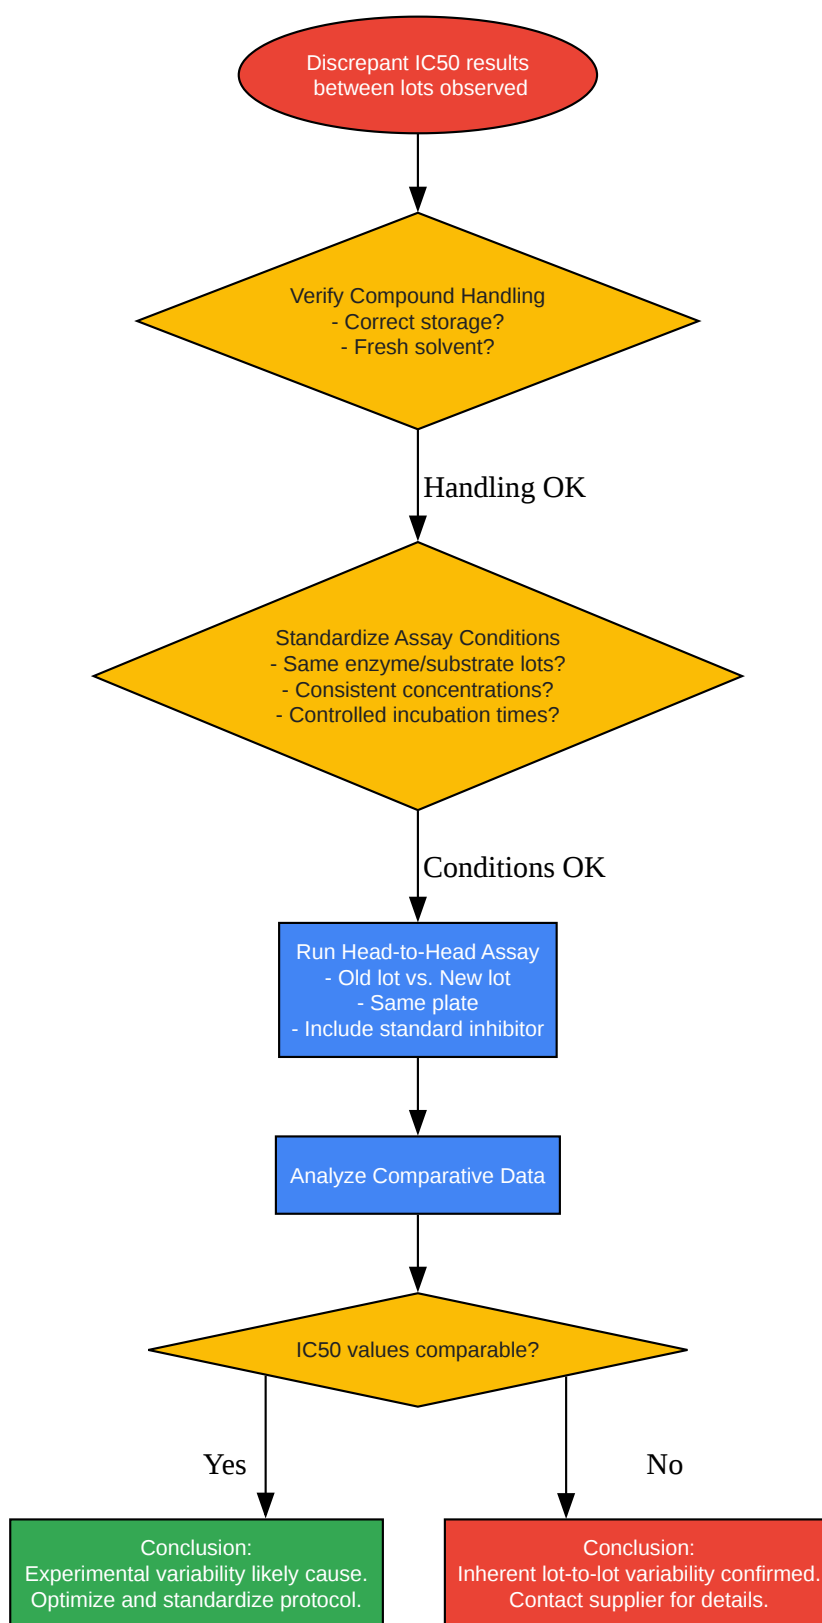 Discrepant IC50 results
between lots observed
Verify Compound Handling
- Correct storage?
- Fresh solvent?
Handling OK
Standardize Assay Conditions
- Same enzyme/substrate lots?
- Consistent concentrations?
- Controlled incubation times?
Conditions OK
Run Head-to-Head Assay
- Old lot vs. New lot
- Same plate
- Include standard inhibitor
Analyze Comparative Data
IC50 values comparable?
Yes
No
Conclusion:
Experimental variability likely cause.
Optimize and standardize protocol.
Conclusion:
Inherent lot-to-lot variability confirmed.
Contact supplier for details.